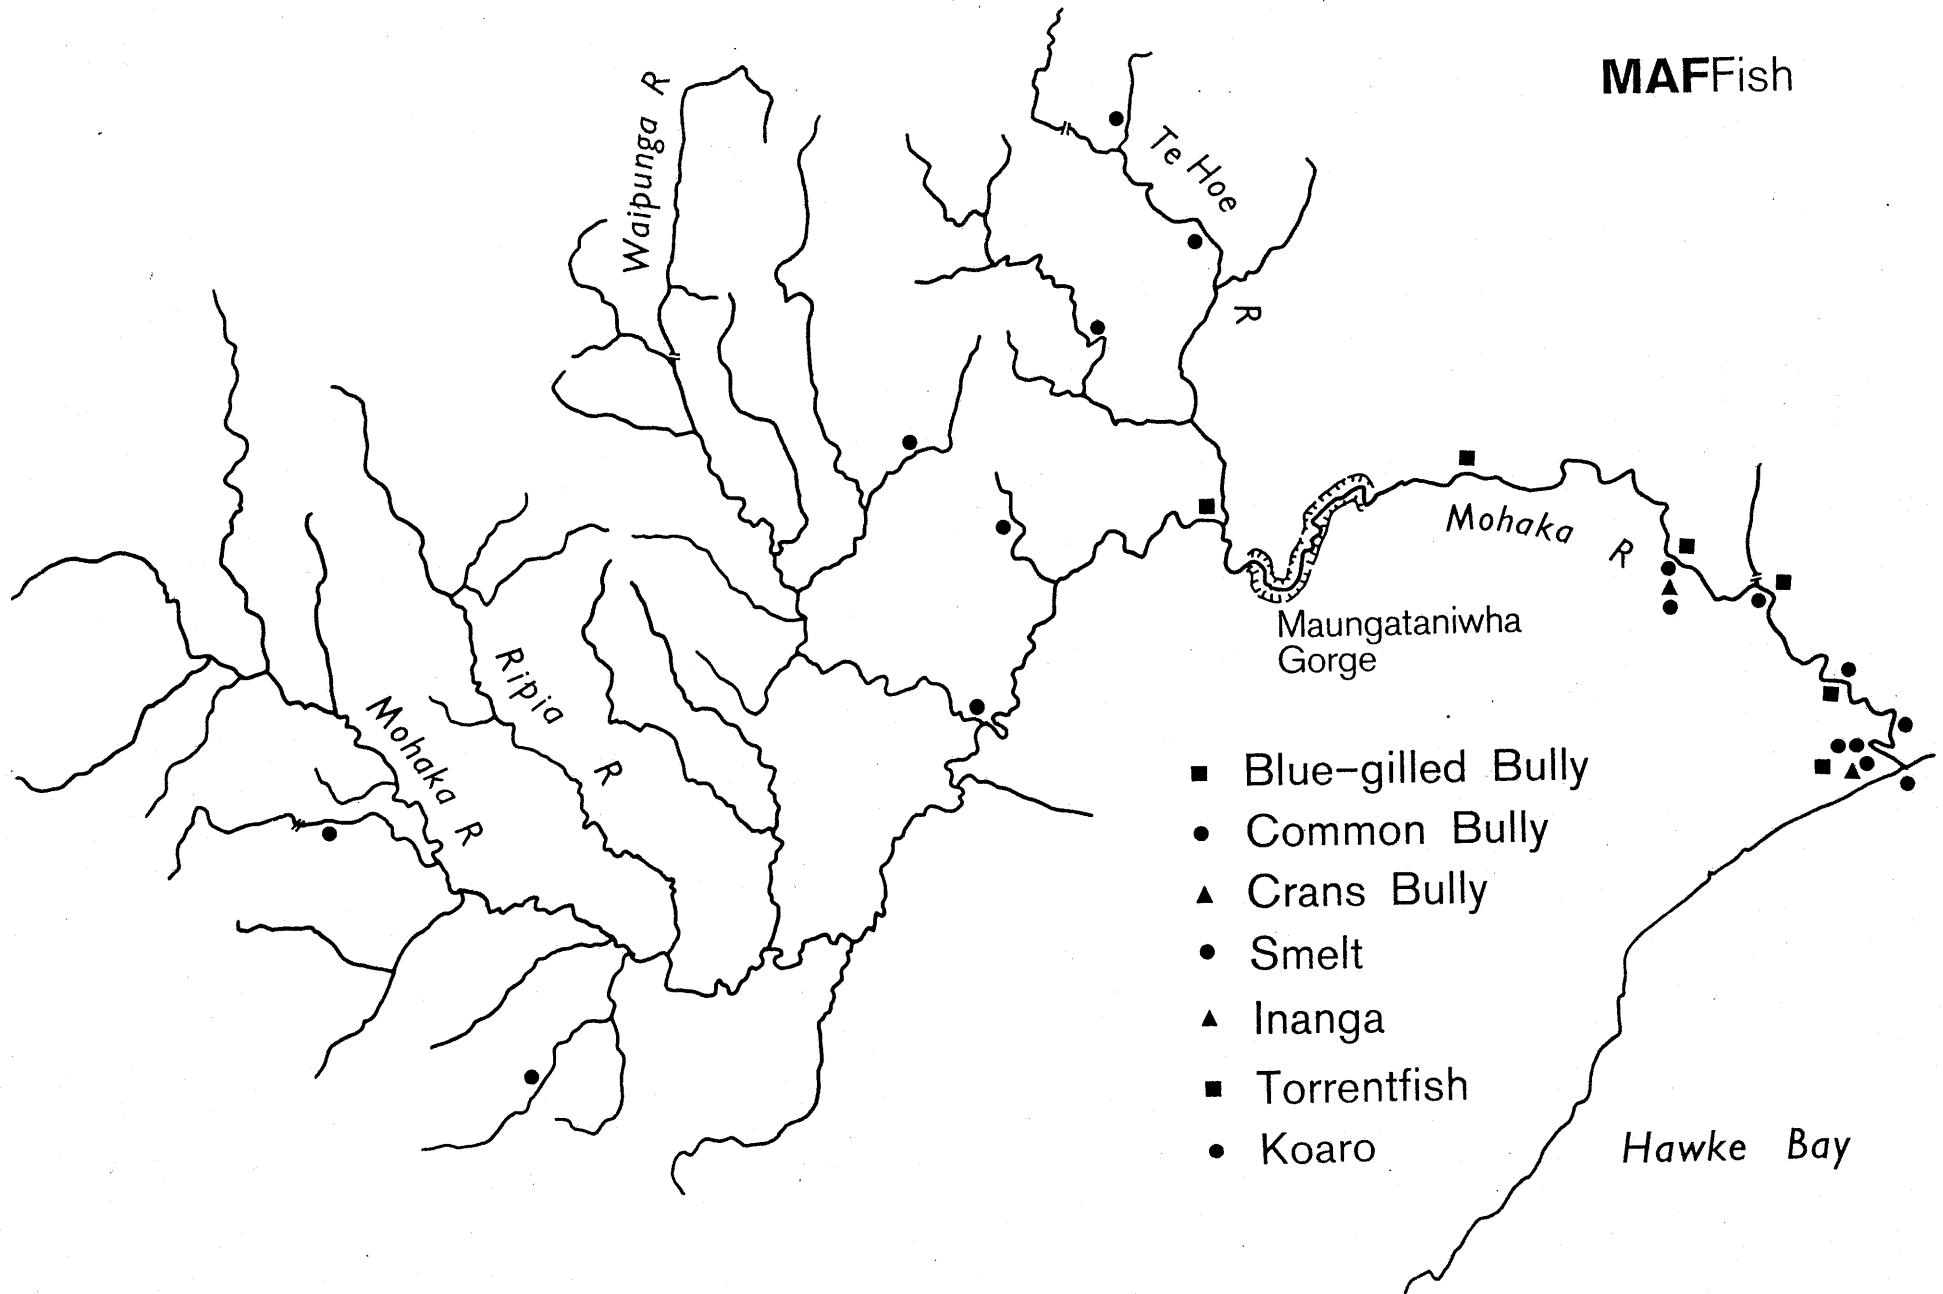 MAFFish
Waipunga R
Te Hoe
R
Mohaka R
Maungataniwha
Gorge
Ripia R
Mohaka R
Blue-gilled Bully
Common Bully
Crans Bully
Smelt
Inanga
Torrentfish
Koaro
Hawke Bay